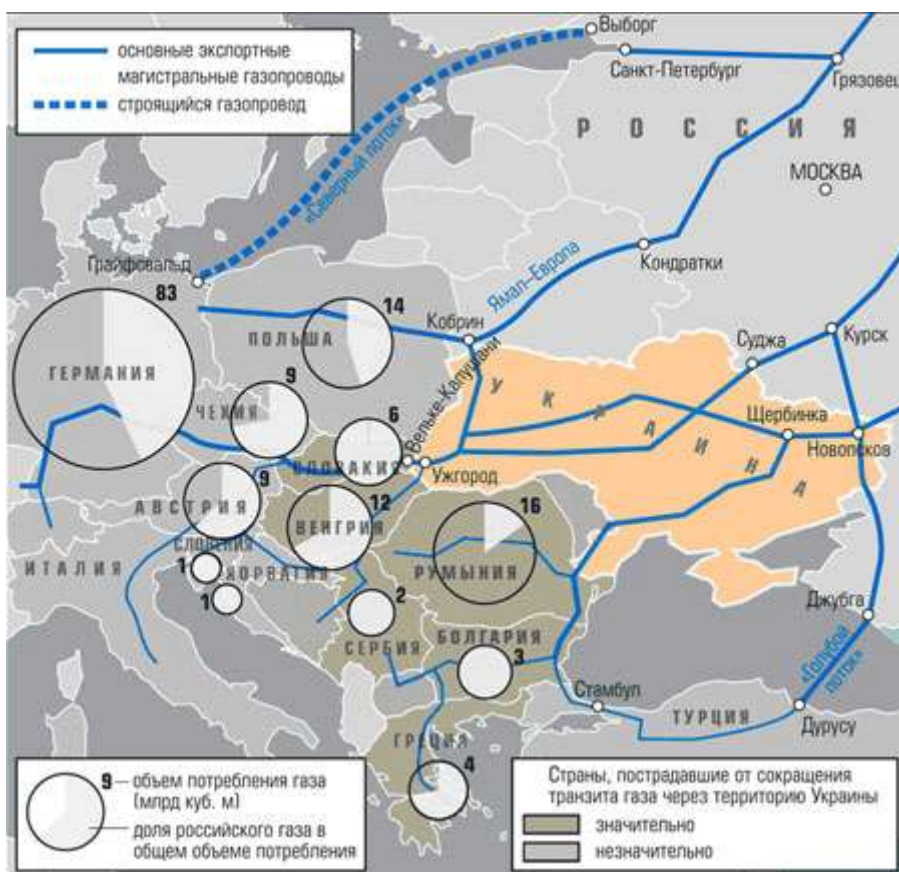 основные экспортные
магистральные газопроводы
строящийся газопровод
Выборг
Санкт-Петербург
Грязовец
РОССИЯ
МОСКВА
«Северный поток»
Грайфсвальд
Кондратки
Ямал–Европа
83
14
Кобрин
ПОЛЬША
Суджа
Курск
ГЕРМАНИЯ
9
ЧЕХИЯ
6
Вельке-Капушани
УКРАИНА
Щербинка
Новопсков
СЛОВАКИЯ
Ужгород
9
АВСТРИЯ
12
ВЕНГРИЯ
16
РУМЫНИЯ
СЛОВЕНИЯ
ИТАЛИЯ
1
ХОРВАТИЯ
1
2
СЕРБИЯ
БОЛГАРИЯ
3
Джубга
«Голубой поток»
Стамбул
ТУРЦИЯ
Дурусу
ГРЕЦИЯ
4
9 — объем потребления газа
(млрд куб. м)
доля российского газа в
общем объеме потребления
Страны, пострадавшие от сокращения
транзита газа через территорию Украины
значительно
незначительно